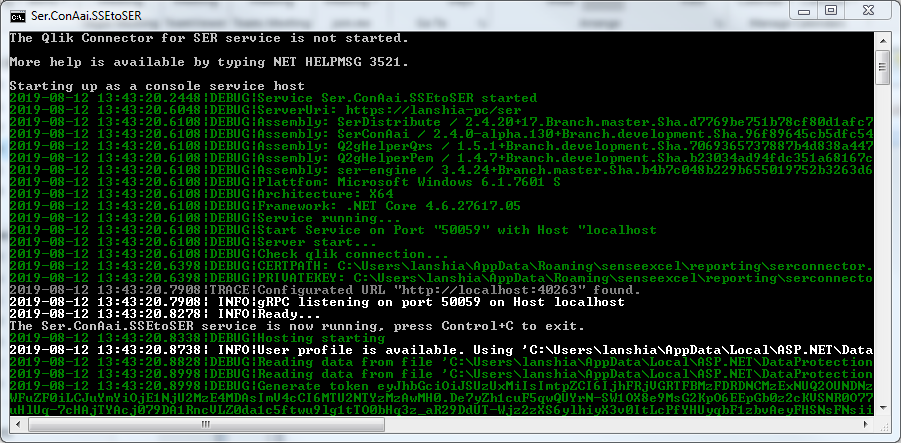 Ser.ConAai.SSEtoSER
The Qlik Connector for SER service is not started.
More help is available by typing NET HELPMSG 3521.
Starting up as a console service host
2019-08-12 13:43:20.2448|DEBUG|Service Ser.ConAai.SSEtoSER started
2019-08-12 13:43:20.6048|DEBUG|ServerUri: https://lanshia-pc/ser
2019-08-12 13:43:20.6108|DEBUG|Assembly: SerDistribute / 2.4.20+17.Branch.master.Sha.d7769be751b78cf80d1afc7
2019-08-12 13:43:20.6108|DEBUG|Assembly: SerConAai / 2.4.0-alpha.130+Branch.development.Sha.96f89645cb5dfc54
2019-08-12 13:43:20.6108|DEBUG|Assembly: Q2gHelperQrs / 1.5.1+Branch.development.Sha.7069365737887b4d838a447
2019-08-12 13:43:20.6108|DEBUG|Assembly: Q2gHelperPem / 1.4.7+Branch.development.Sha.b23034ad94fdc351a68167c
2019-08-12 13:43:20.6108|DEBUG|Assembly: ser-engine / 3.4.24+Branch.master.Sha.b4b7c048b229b655019752b3263d6
2019-08-12 13:43:20.6108|DEBUG|Plattfom: Microsoft Windows 6.1.7601 S
2019-08-12 13:43:20.6108|DEBUG|Architecture: X64
2019-08-12 13:43:20.6108|DEBUG|Framework: .NET Core 4.6.27617.05
2019-08-12 13:43:20.6108|DEBUG|Service running...
2019-08-12 13:43:20.6108|DEBUG|Start Service on Port "50059" with Host "localhost
2019-08-12 13:43:20.6108|DEBUG|Server start...
2019-08-12 13:43:20.6108|DEBUG|Check qlik connection...
2019-08-12 13:43:20.6398|DEBUG|CERTPATH: C:\Users\lanshia\AppData\Roaming\senseexcel\reporting\serconnector.
2019-08-12 13:43:20.6398|DEBUG|PRIVATEKEY: C:\Users\lanshia\AppData\Roaming\senseexcel\reporting\serconnecto
2019-08-12 13:43:20.7908|TRACE|Configurated URL "http://localhost:40263" found.
2019-08-12 13:43:20.7908| INFO|gRPC listening on port 50059 on Host localhost
2019-08-12 13:43:20.8278| INFO|Ready...
The Ser.ConAai.SSEtoSER service is now running, press Control+C to exit.
2019-08-12 13:43:20.8338|DEBUG|Hosting starting
2019-08-12 13:43:20.8738| INFO|User profile is available. Using 'C:\Users\lanshia\AppData\Local\ASP.NET\Data
2019-08-12 13:43:20.8828|DEBUG|Reading data from file 'C:\Users\lanshia\AppData\Local\ASP.NET\DataProtection
2019-08-12 13:43:20.8998|DEBUG|Reading data from file 'C:\Users\lanshia\AppData\Local\ASP.NET\DataProtection
2019-08-12 13:43:20.8998|DEBUG|Generate token